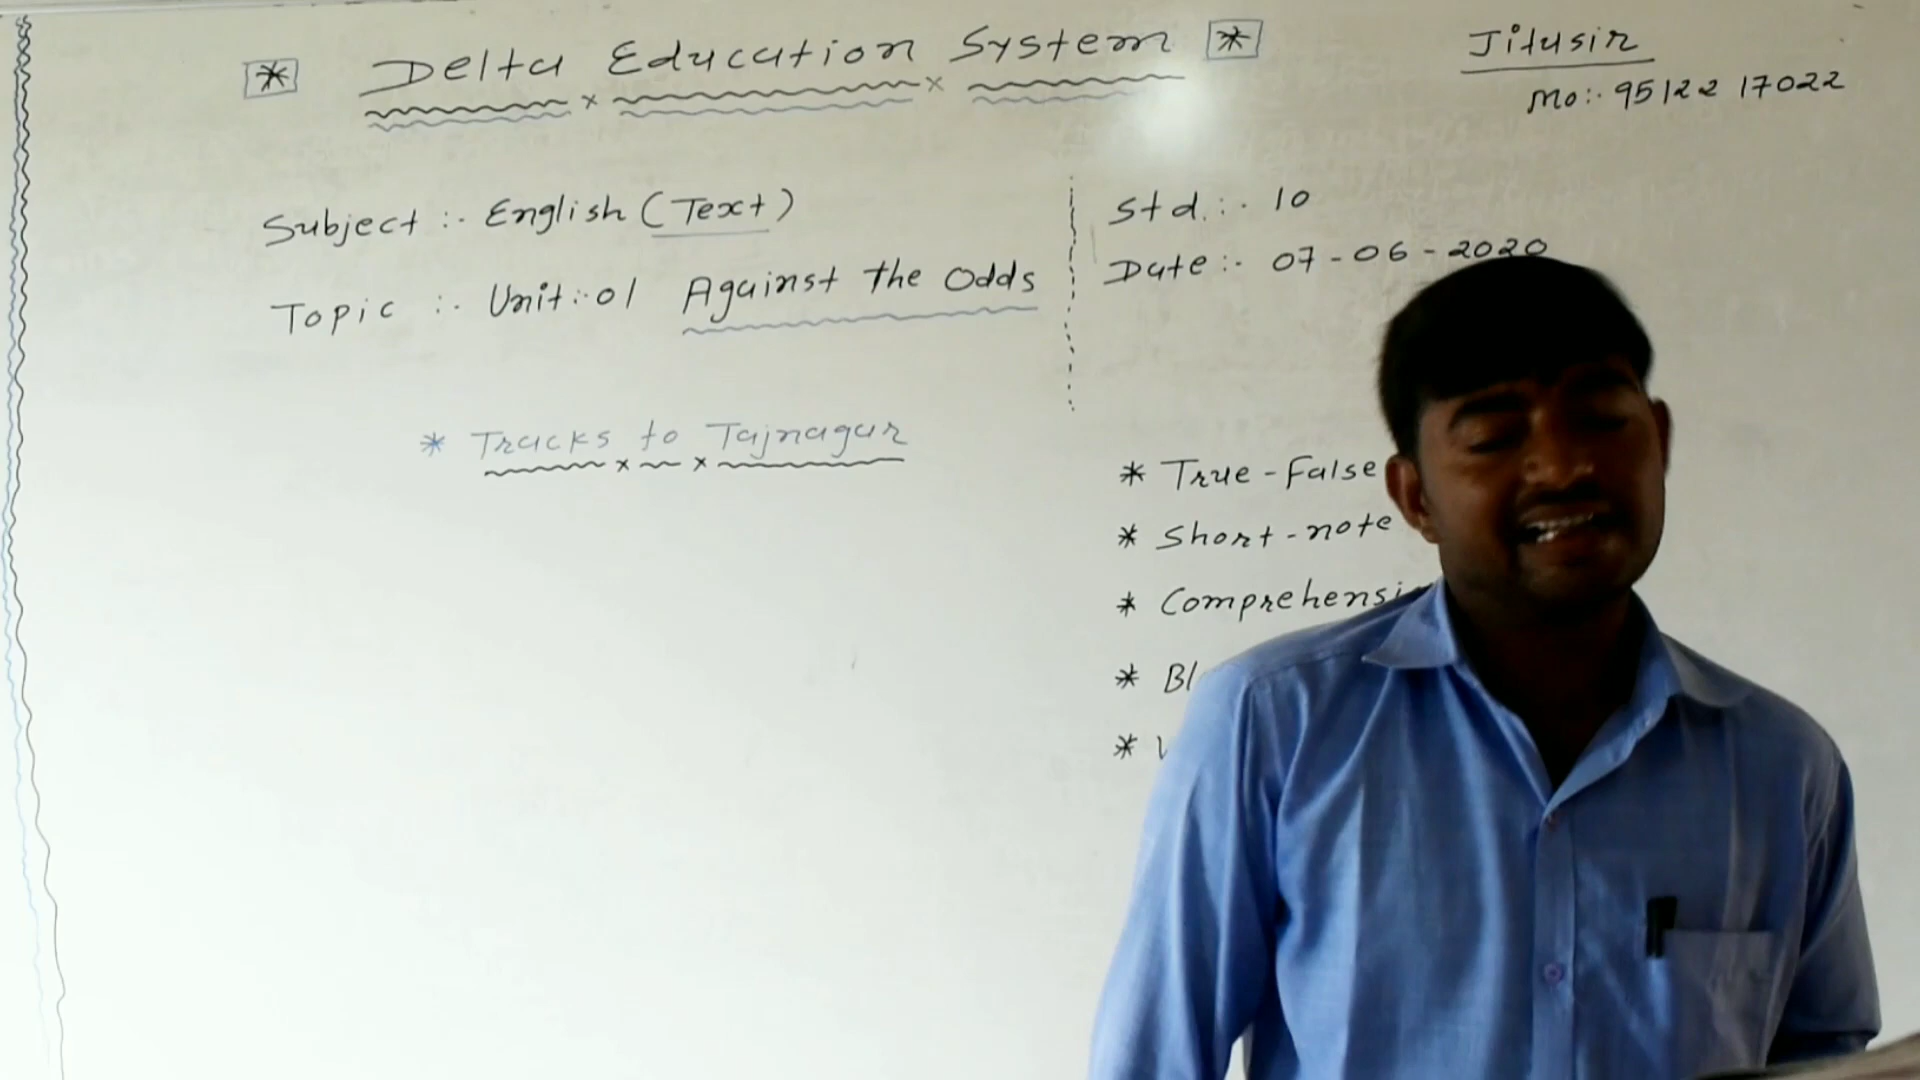 * Delta Education System *
Jitusir
Mo:- 95122 17022
Subject :- English (Text)
Topic :- Unit:-01 Against the Odds
Std. :- 10
Date :- 07-06-2020
* Tracks to Tajnagar
* True-False
* Short-note
*
*
*